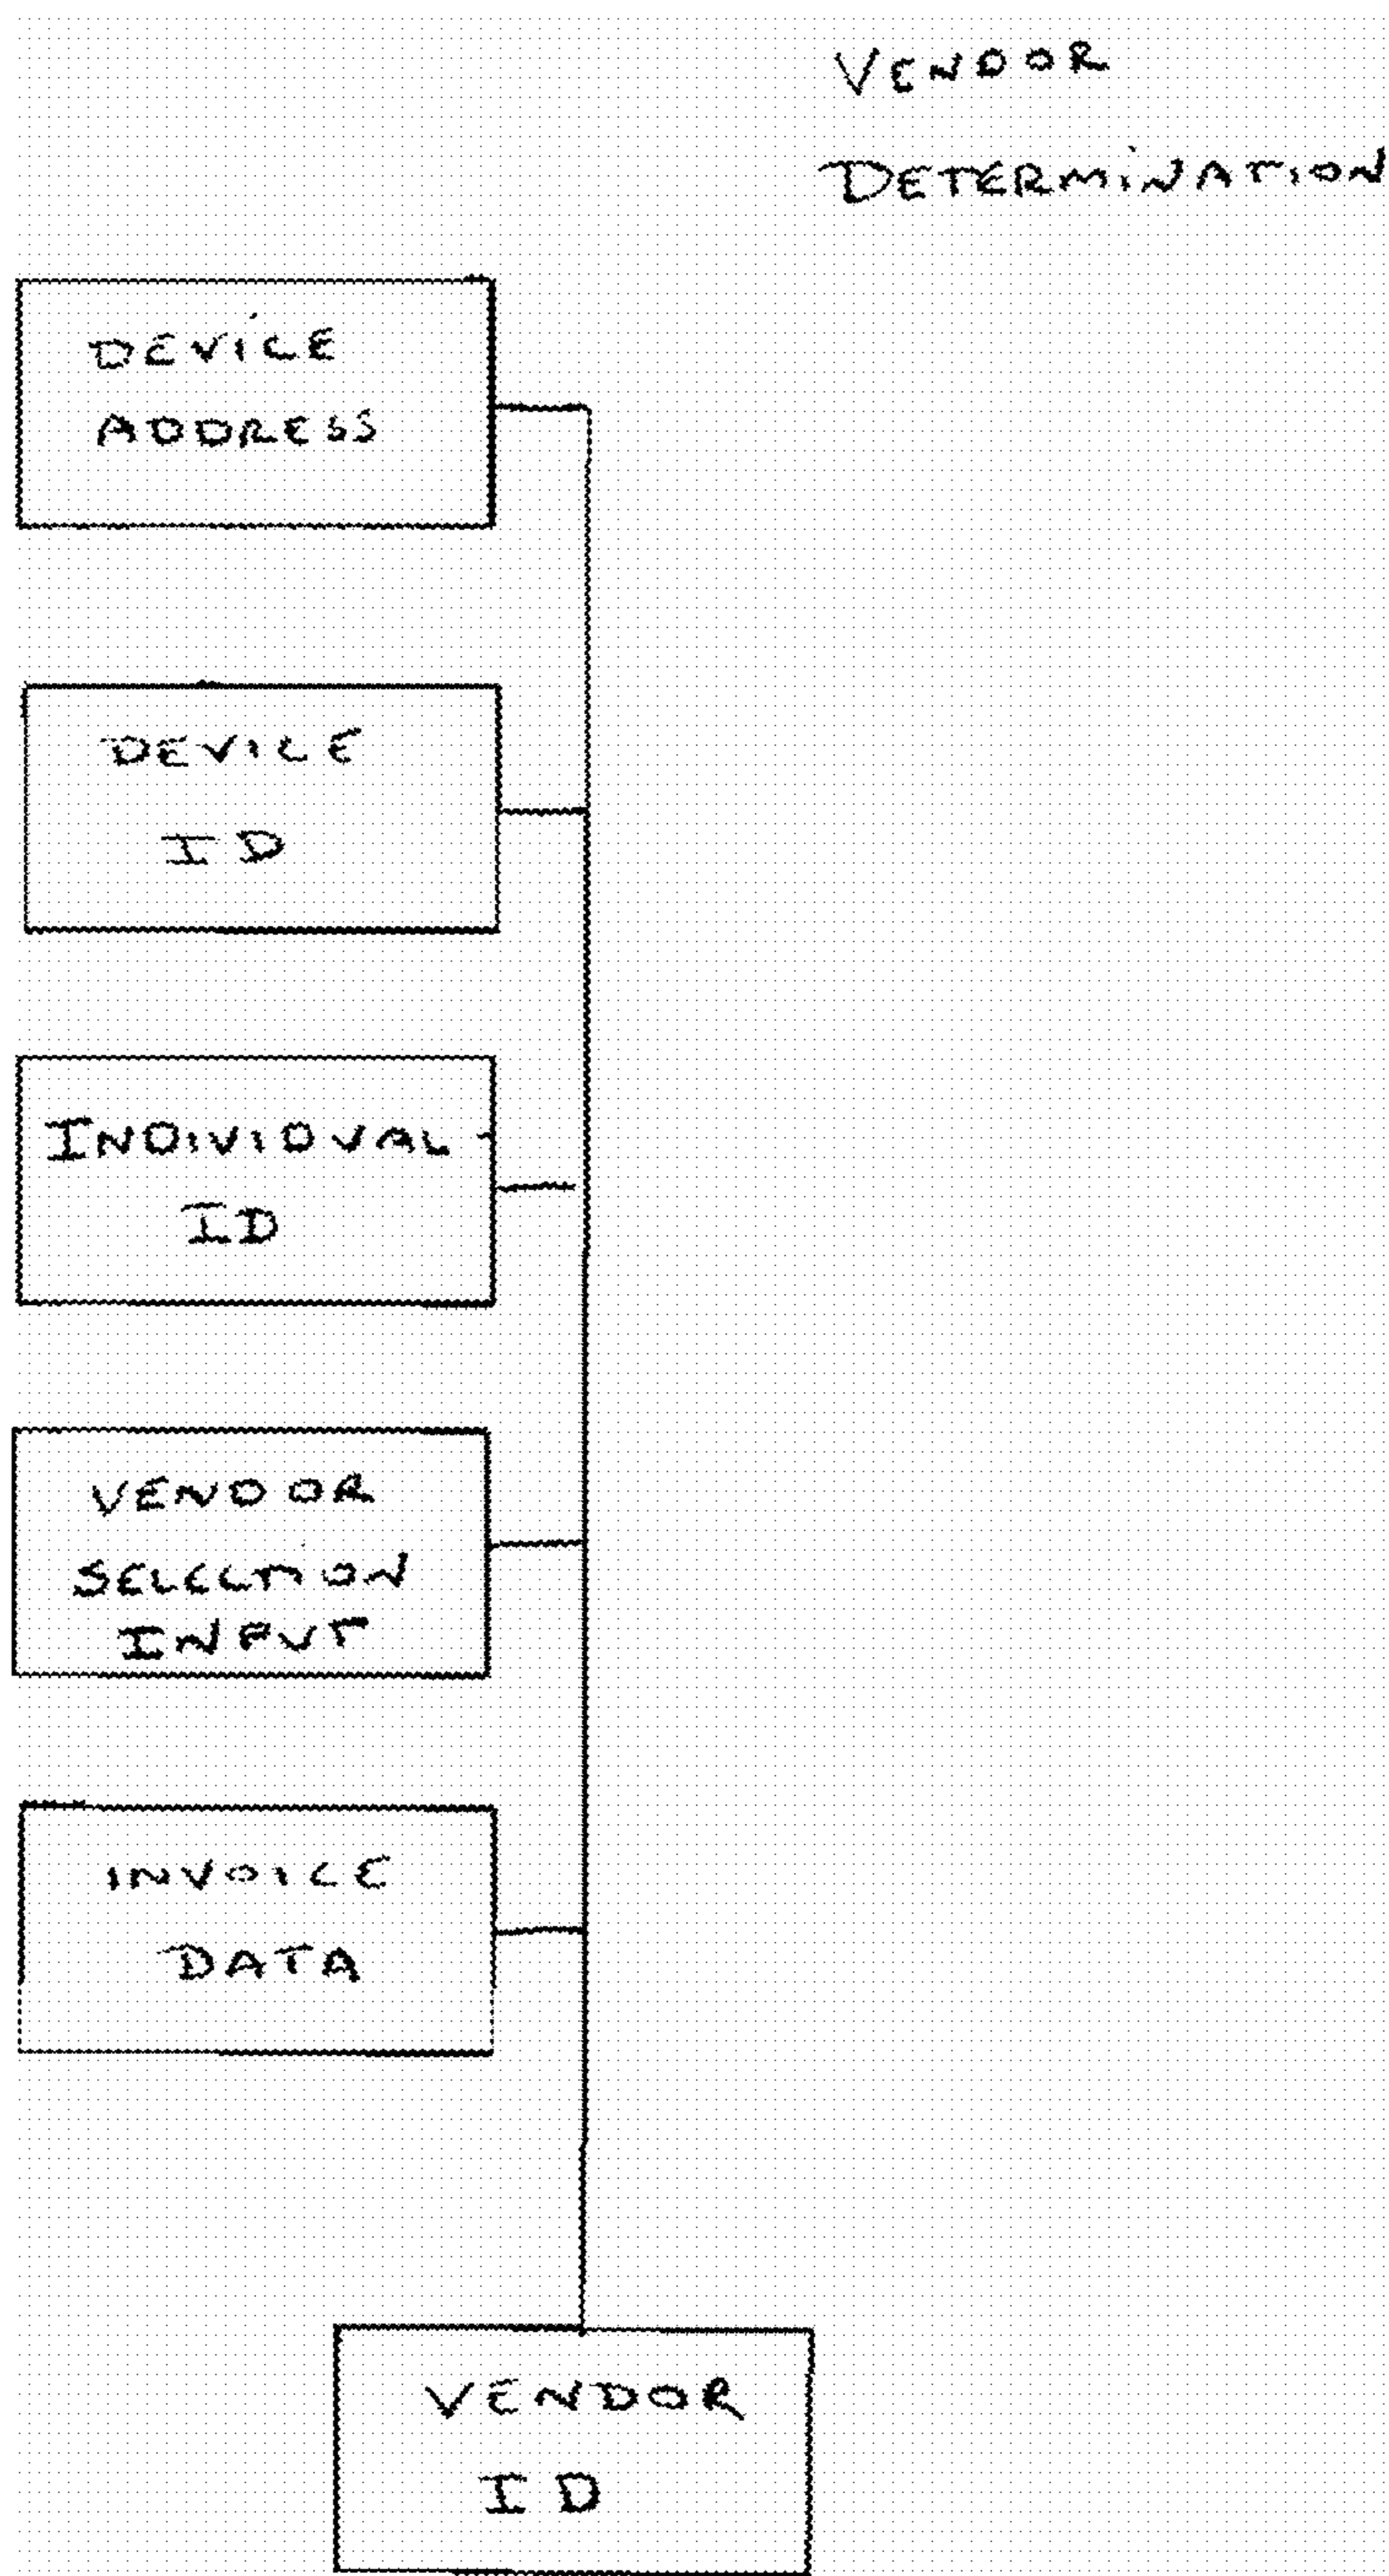 VENDOR
DETERMINATION
DEVICE
ADDRESS
DEVICE
ID
INDIVIDUAL
ID
VENDOR
SELECTION
INPUT
INVOICE
DATA
VENDOR
ID